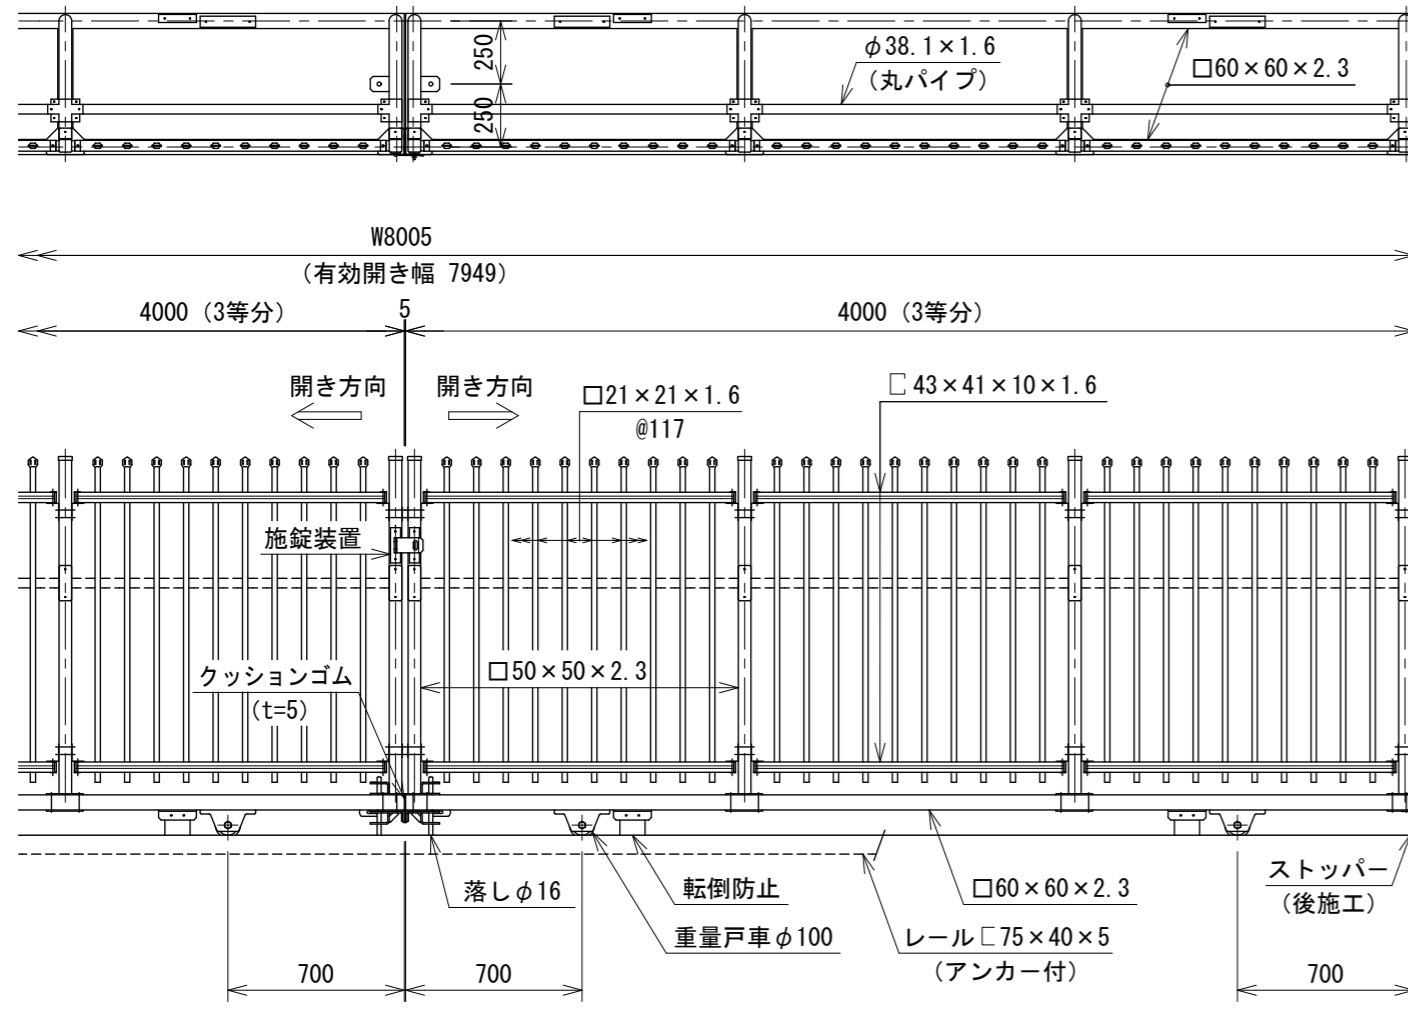 250
250
φ38.1×1.6
（丸パイプ）
□60×60×2.3
W8005
（有効開き幅 7949）
4000（3等分）
5
4000（3等分）
開き方向
開き方向
□21×21×1.6
@117
［43×41×10×1.6
施錠装置
クッションゴム
(t=5)
□50×50×2.3
落しφ16
転倒防止
重量戸車φ100
□60×60×2.3
レール［75×40×5
（アンカー付）
ストッパー
（後施工）
700
700
700